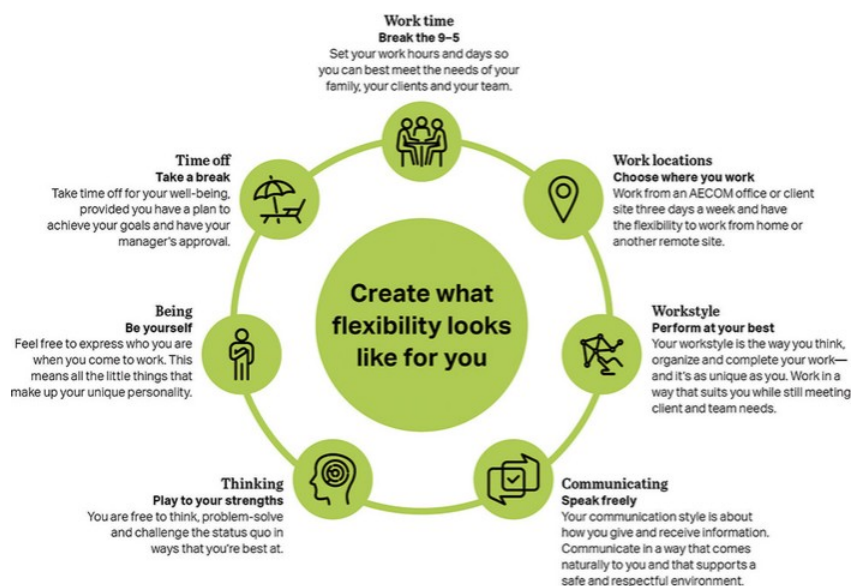 Work time
Break the 9–5
Set your work hours and days so
you can best meet the needs of your
family, your clients and your team.
Time off
Take a break
Take time off for your well-being,
provided you have a plan to
achieve your goals and have your
manager's approval.
Work locations
Choose where you work
Work from an AECOM office or client
site three days a week and have
the flexibility to work from home or
another remote site.
Create what
flexibility looks
like for you
Being
Be yourself
Feel free to express who you are
when you come to work. This
means all the little things that
make up your unique personality.
Workstyle
Perform at your best
Your workstyle is the way you think,
organize and complete your work—
and it's as unique as you. Work in a
way that suits you while still meeting
client and team needs.
Thinking
Play to your strengths
You are free to think, problem-solve
and challenge the status quo in
ways that you're best at.
Communicating
Speak freely
Your communication style is about
how you give and receive information.
Communicate in a way that comes
naturally to you and that supports a
safe and respectful environment.